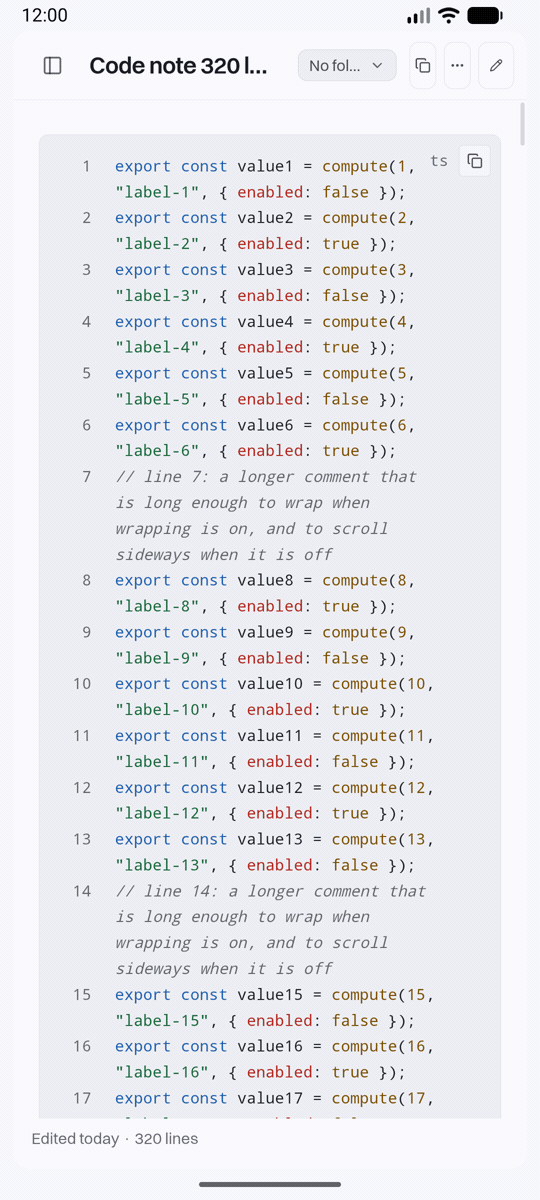 12:00
Code note 320 l...
No fol...
ts
1 export const value1 = compute(1,
"label-1", { enabled: false });
2 export const value2 = compute(2,
"label-2", { enabled: true });
3 export const value3 = compute(3,
"label-3", { enabled: false });
4 export const value4 = compute(4,
"label-4", { enabled: true });
5 export const value5 = compute(5,
"label-5", { enabled: false });
6 export const value6 = compute(6,
"label-6", { enabled: true });
7 // line 7: a longer comment that
is long enough to wrap when
wrapping is on, and to scroll
sideways when it is off
8 export const value8 = compute(8,
"label-8", { enabled: true });
9 export const value9 = compute(9,
"label-9", { enabled: false });
10 export const value10 = compute(10,
"label-10", { enabled: true });
11 export const value11 = compute(11,
"label-11", { enabled: false });
12 export const value12 = compute(12,
"label-12", { enabled: true });
13 export const value13 = compute(13,
"label-13", { enabled: false });
14 // line 14: a longer comment that
is long enough to wrap when
wrapping is on, and to scroll
sideways when it is off
15 export const value15 = compute(15,
"label-15", { enabled: false });
16 export const value16 = compute(16,
"label-16", { enabled: true });
17 export const value17 = compute(17,
Edited today · 320 lines